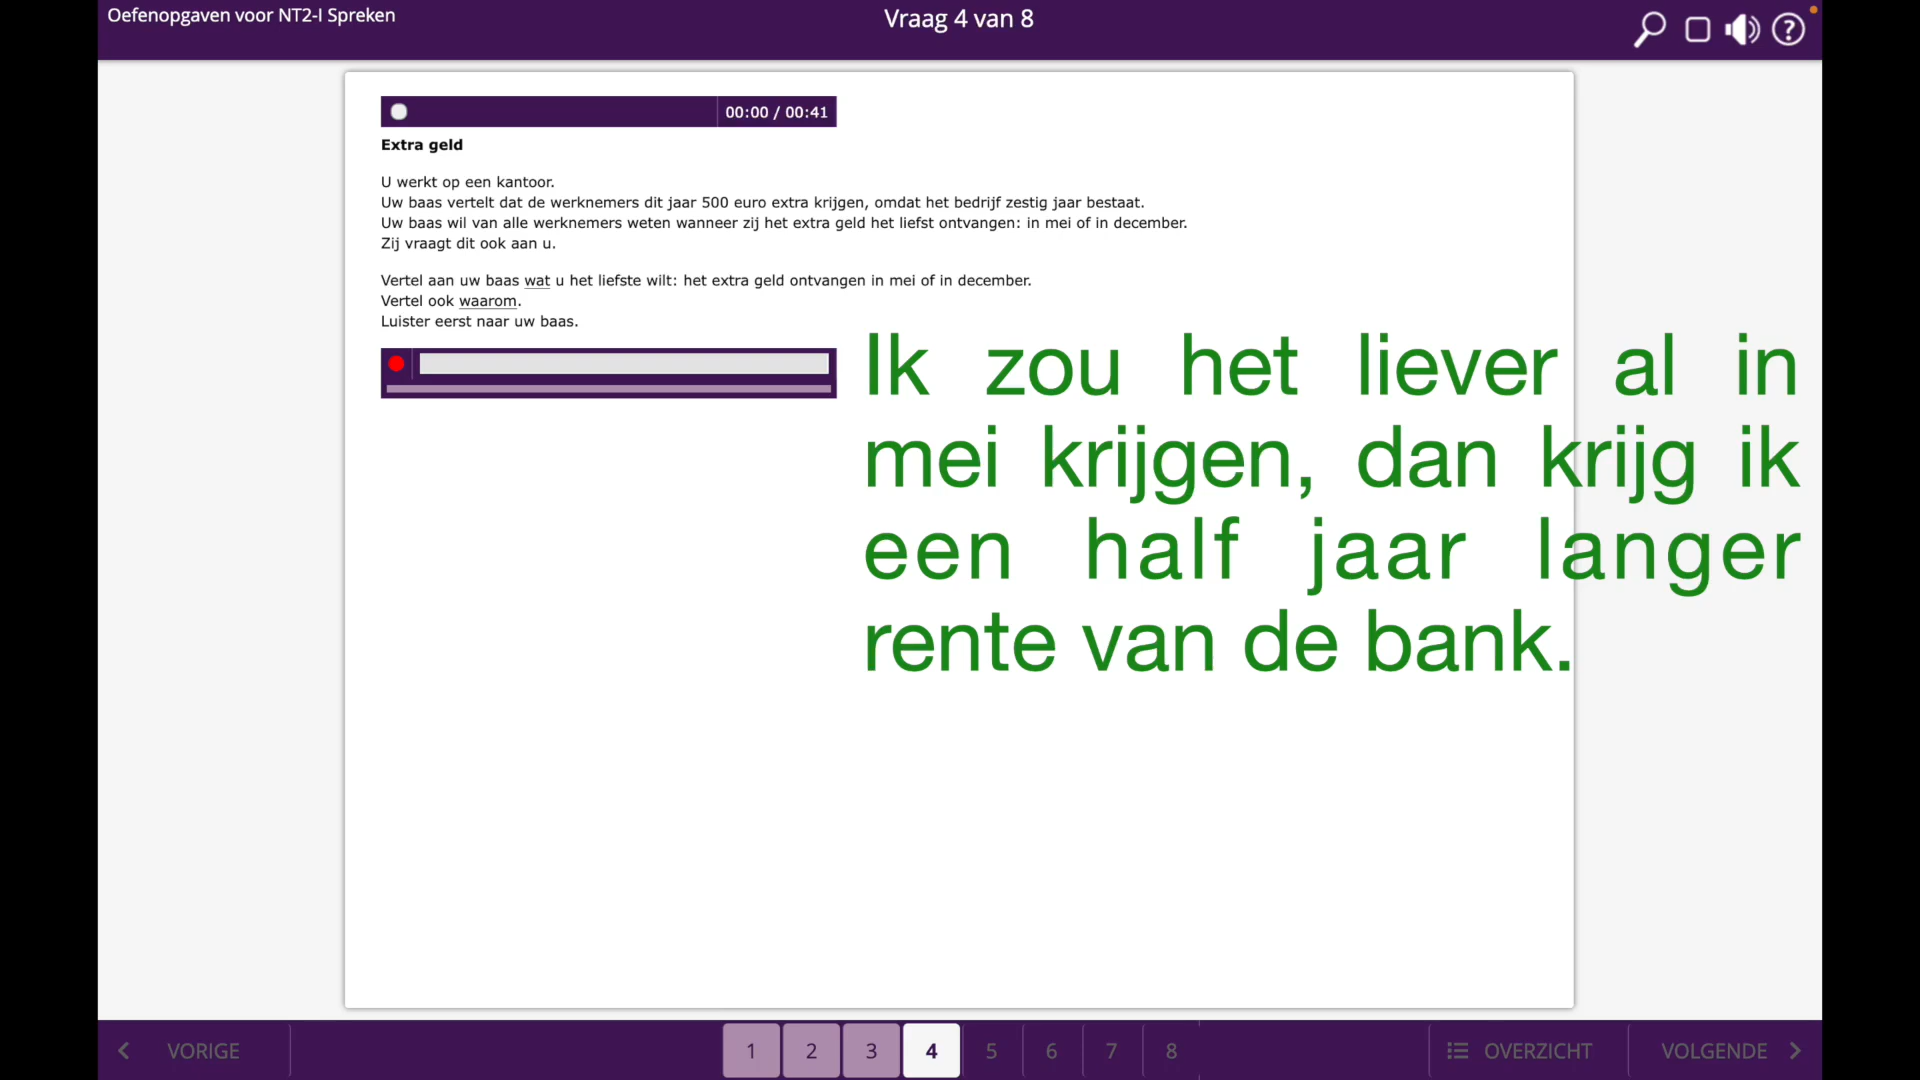 Oefenopgaven voor NT2-I Spreken
Vraag 4 van 8
00:00 / 00:41
Extra geld
U werkt op een kantoor.
Uw baas vertelt dat de werknemers dit jaar 500 euro extra krijgen, omdat het bedrijf zestig jaar bestaat.
Uw baas wil van alle werknemers weten wanneer zij het extra geld het liefst ontvangen: in mei of in december.
Zij vraagt dit ook aan u.
Vertel aan uw baas wat u het liefste wilt: het extra geld ontvangen in mei of in december.
Vertel ook waarom.
Luister eerst naar uw baas.
Ik zou het liever al in
mei krijgen, dan krijg ik
een half jaar langer
rente van de bank.
VORIGE
1 2 3 4 5 6 7 8
OVERZICHT
VOLGENDE